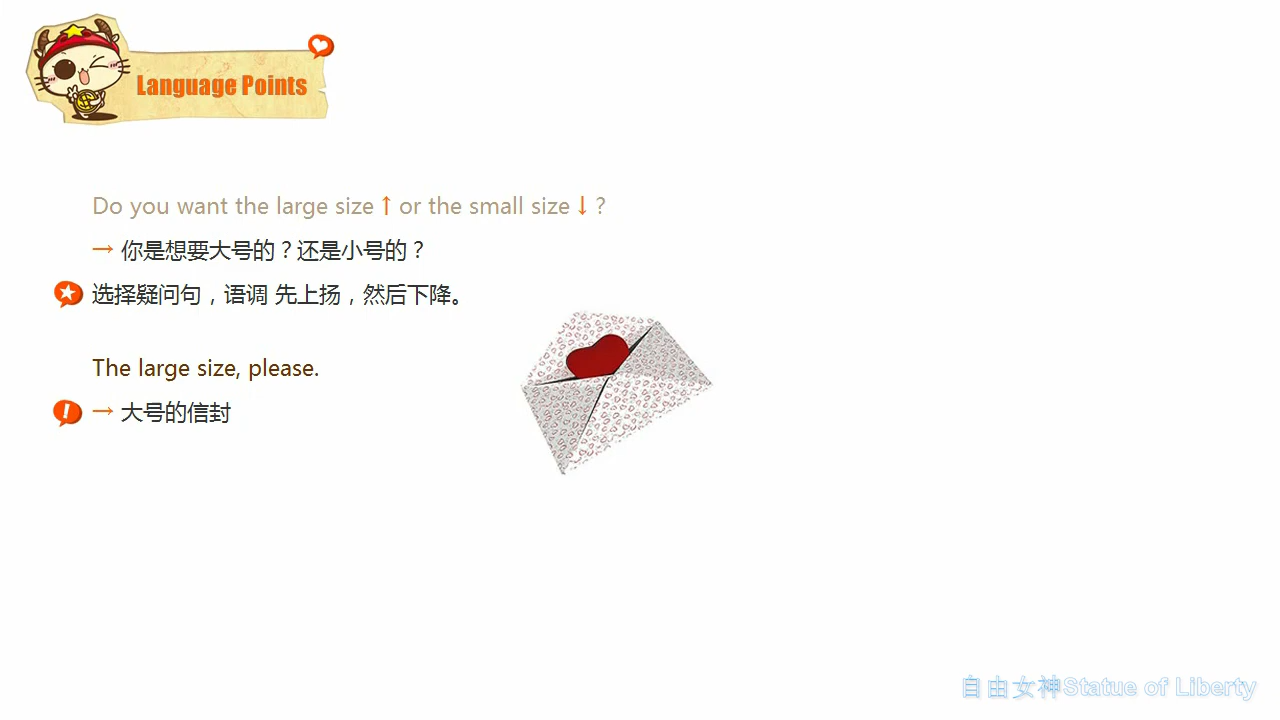 Language Points
Do you want the large size ↑ or the small size ↓ ?
→ 你是想要大号的？还是小号的？
选择疑问句，语调 先上扬，然后下降。
The large size, please.
→ 大号的信封
自由女神Statue of Liberty